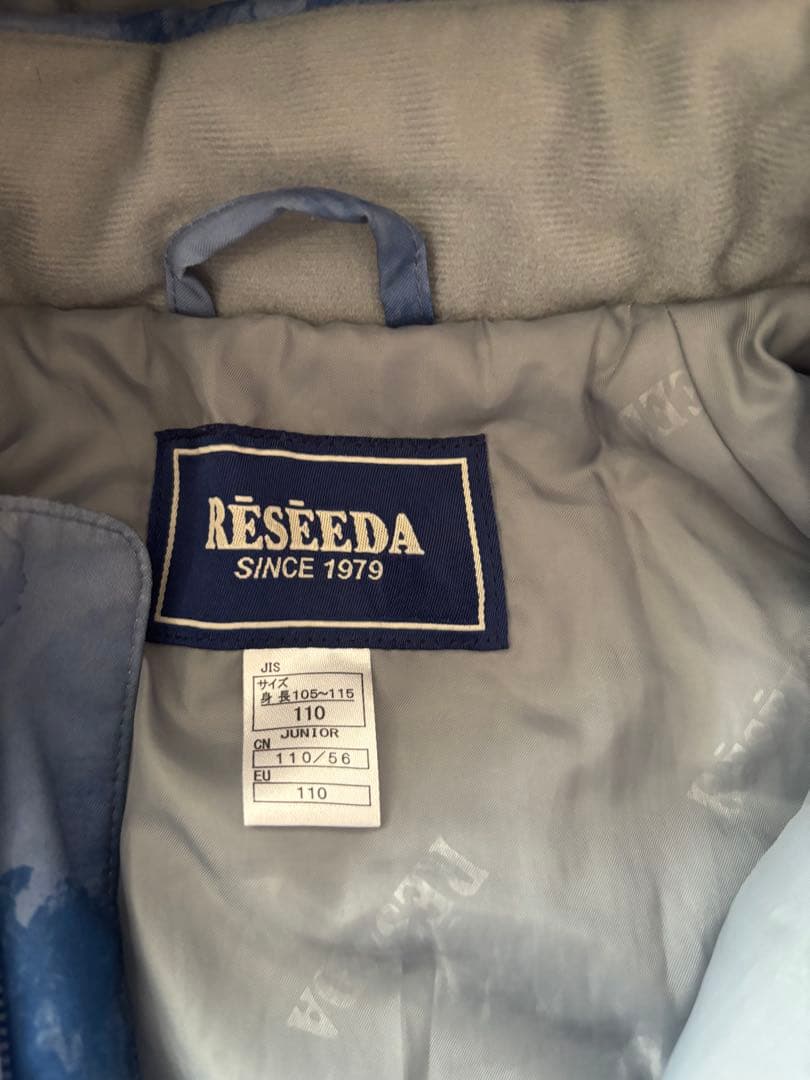 RĒSĒEDA
SINCE 1979
JIS
サイズ
身 長105~115
110
JUNIOR
CN
110/56
EU
110